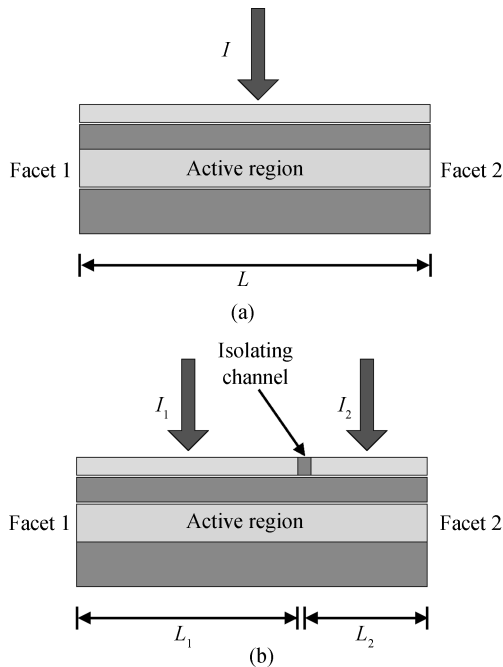 I
Facet 1
Active region
Facet 2
L
(a)
Isolating
channel
I1
I2
Facet 1
Active region
Facet 2
L1
L2
(b)